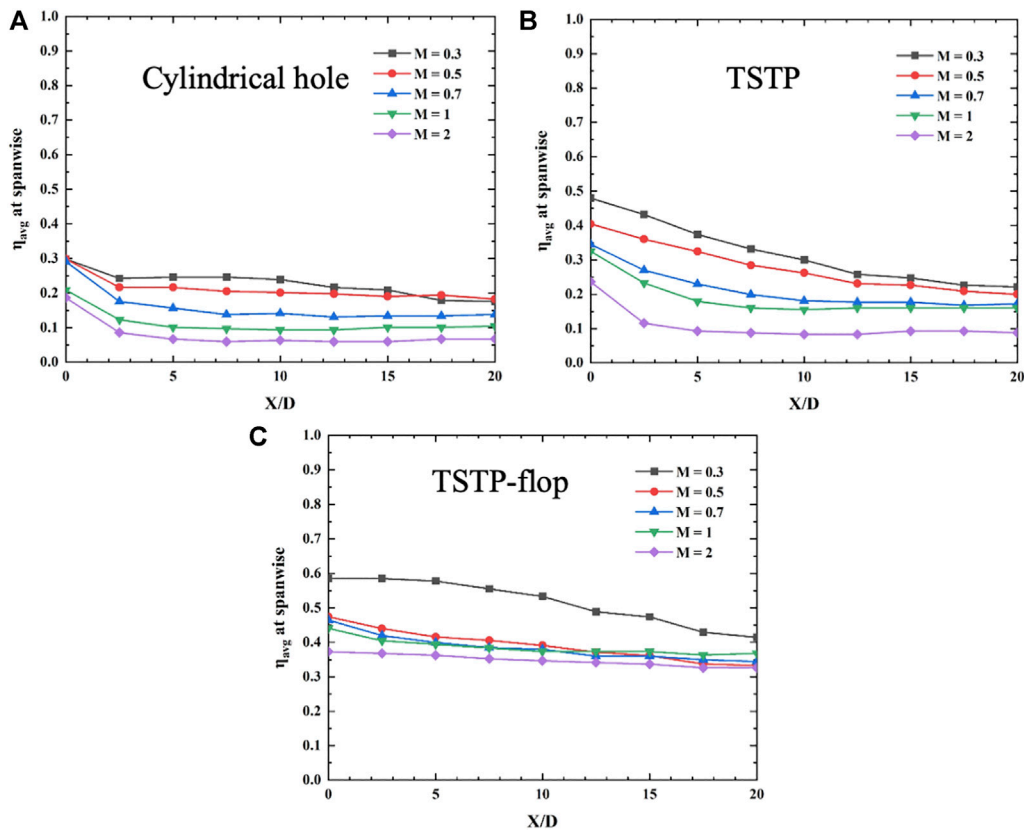 A
Cylindrical hole
M = 0.3
M = 0.5
M = 0.7
M = 1
M = 2
1.0
0.9
0.8
0.7
0.6
0.5
0.4
0.3
0.2
0.1
0.0
ηavg at spanwise
0 5 10 15 20
X/D
B
TSTP
M = 0.3
M = 0.5
M = 0.7
M = 1
M = 2
1.0
0.9
0.8
0.7
0.6
0.5
0.4
0.3
0.2
0.1
0.0
ηavg at spanwise
0 5 10 15 20
X/D
C
TSTP-flop
M = 0.3
M = 0.5
M = 0.7
M = 1
M = 2
1.0
0.9
0.8
0.7
0.6
0.5
0.4
0.3
0.2
0.1
0.0
ηavg at spanwise
0 5 10 15 20
X/D